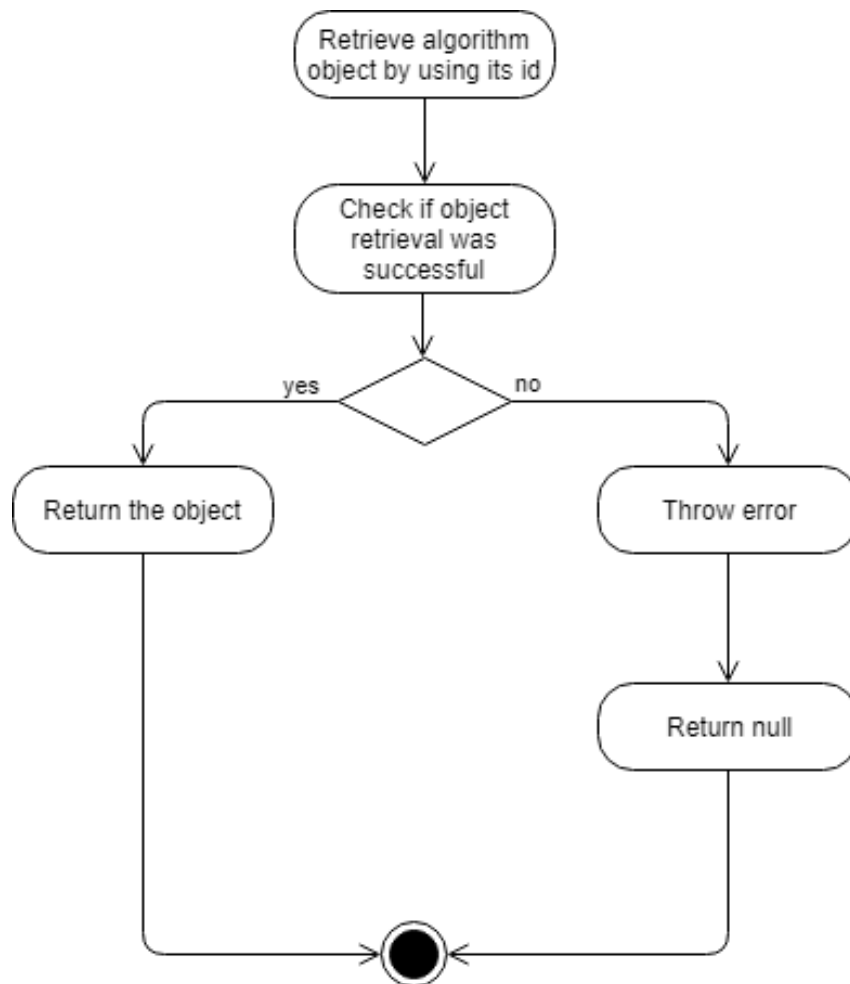 Retrieve algorithm
object by using its id
Check if object
retrieval was
successful
yes
no
Return the object
Throw error
Return null